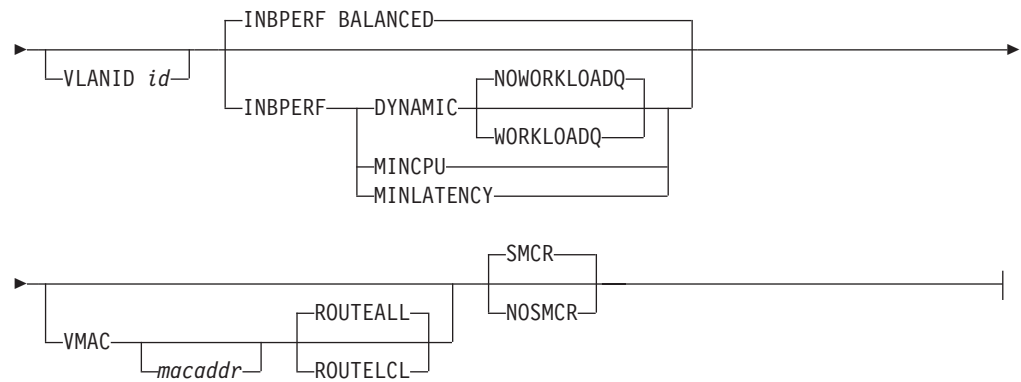 INBPERF BALANCED
VLANID id
NOWORKLOADQ
INBPERF DYNAMIC
WORKLOADQ
MINCPU
MINLATENCY
SMCR
ROUTEALL NOSMCR
VMAC
macaddr ROUTELCL